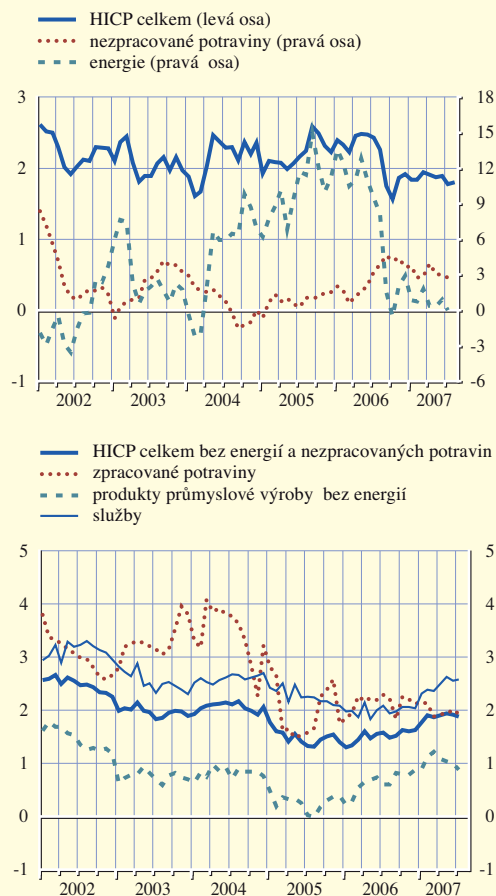 HICP celkem (levá osa)
nezpracované potraviny (pravá osa)
energie (pravá osa)
3 18
15
2 12
9
1 6
3
0 0
-3
-1 -6
2002 2003 2004 2005 2006 2007
HICP celkem bez energií a nezpracovaných potravin
zpracované potraviny
produkty průmyslové výroby bez energií
služby
5 5
4 4
3 3
2 2
1 1
0 0
-1 -1
2002 2003 2004 2005 2006 2007